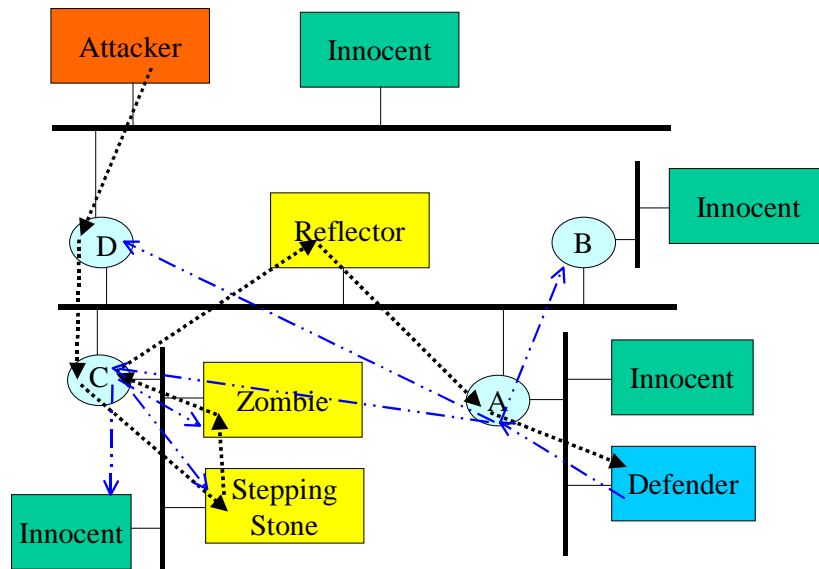 Attacker
Innocent
Innocent
Reflector
D
B
C
Zombie
A
Innocent
Stepping
Stone
Defender
Innocent